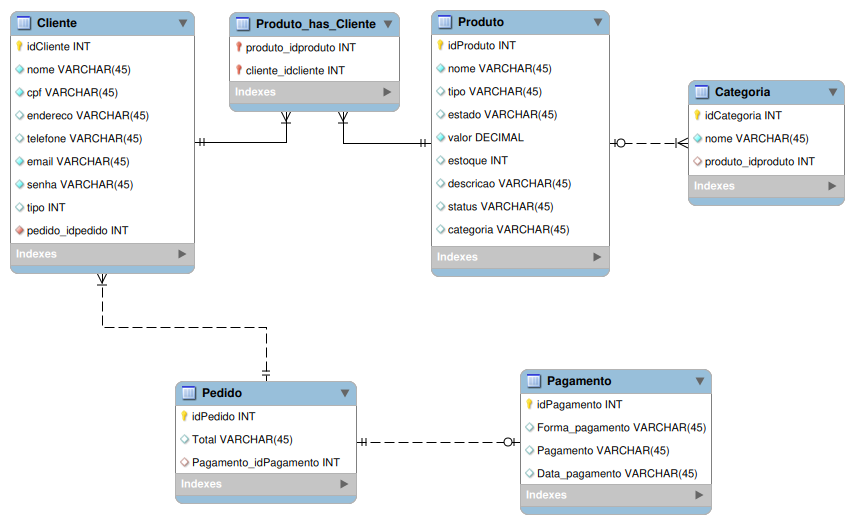 Cliente
idCliente INT
nome VARCHAR(45)
cpf VARCHAR(45)
endereco VARCHAR(45)
telefone VARCHAR(45)
email VARCHAR(45)
senha VARCHAR(45)
tipo INT
pedido_idpedido INT
Indexes
Produto_has_Cliente
produto_idproduto INT
cliente_idcliente INT
Indexes
Produto
idProduto INT
nome VARCHAR(45)
tipo VARCHAR(45)
estado VARCHAR(45)
valor DECIMAL
estoque INT
descricao VARCHAR(45)
status VARCHAR(45)
categoria VARCHAR(45)
Indexes
Categoria
idCategoria INT
nome VARCHAR(45)
produto_idproduto INT
Indexes
Pedido
idPedido INT
Total VARCHAR(45)
Pagamento_idPagamento INT
Indexes
Pagamento
idPagamento INT
Forma_pagamento VARCHAR(45)
Pagamento VARCHAR(45)
Data_pagamento VARCHAR(45)
Indexes